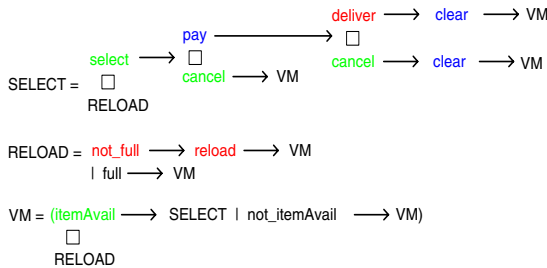 deliver → clear → VM
pay → □
select → □ cancel → clear → VM
SELECT = □ cancel → VM
RELOAD
RELOAD = not_full → reload → VM
| full → VM
VM = (itemAvail → SELECT | not_itemAvail → VM)
□
RELOAD